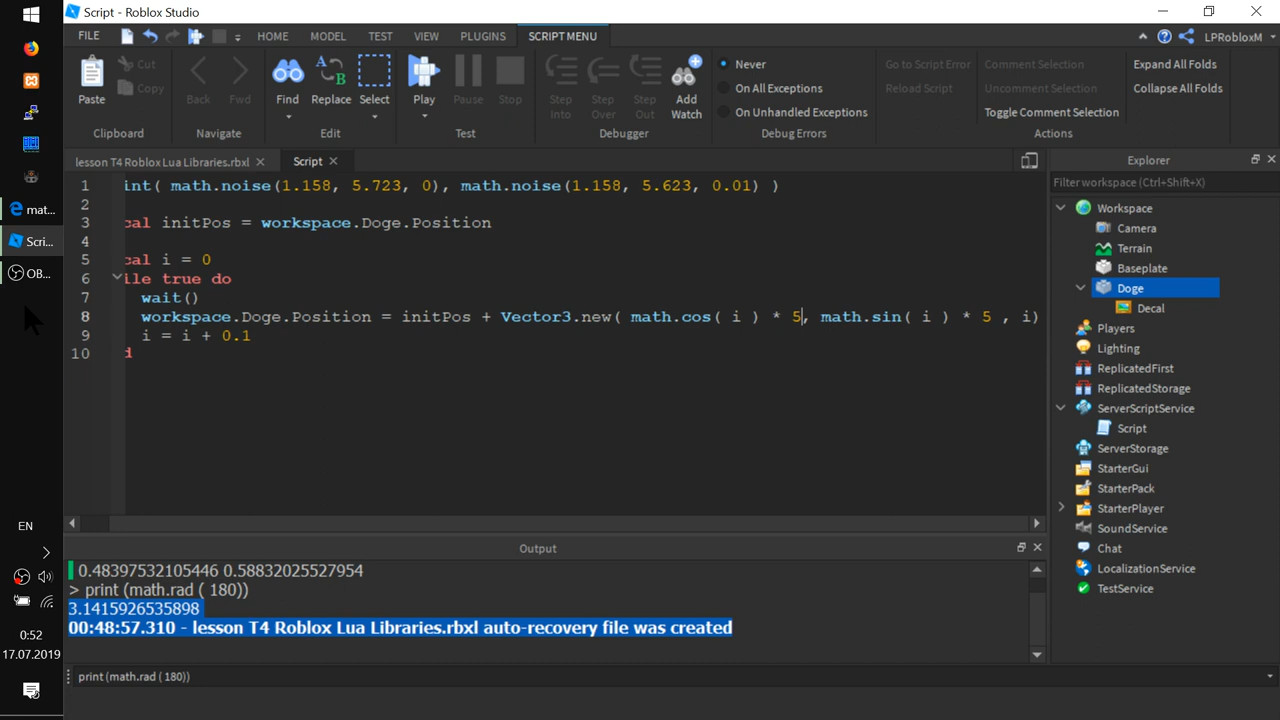 Script - Roblox Studio
FILE
HOME
MODEL
TEST
VIEW
PLUGINS
SCRIPT MENU
LPRobloxM
Paste
Cut
Copy
Clipboard
Back
Fwd
Navigate
Find
Replace
Select
Edit
Play
Pause
Stop
Test
Step Into
Step Over
Step Out
Add Watch
Debugger
Never
On All Exceptions
On Unhandled Exceptions
Debug Errors
Go to Script Error
Reload Script
Comment Selection
Uncomment Selection
Toggle Comment Selection
Actions
Expand All Folds
Collapse All Folds
lesson T4 Roblox Lua Libraries.rbxl
Script
1 int( math.noise(1.158, 5.723, 0), math.noise(1.158, 5.623, 0.01) )
2
3 cal initPos = workspace.Doge.Position
4
5 cal i = 0
6 ile true do
7 wait()
8 workspace.Doge.Position = initPos + Vector3.new( math.cos( i ) * 5, math.sin( i ) * 5 , i)
9 i = i + 0.1
10 d
Explorer
Filter workspace (Ctrl+Shift+X)
Workspace
Camera
Terrain
Baseplate
Doge
Decal
Players
Lighting
ReplicatedFirst
ReplicatedStorage
ServerScriptService
Script
ServerStorage
StarterGui
StarterPack
StarterPlayer
SoundService
Chat
LocalizationService
TestService
Output
0.48397532105446 0.58832025527954
> print (math.rad ( 180))
3.1415926535898
00:48:57.310 - lesson T4 Roblox Lua Libraries.rbxl auto-recovery file was created
print (math.rad ( 180))
mat...
Scri...
OB...
EN
0:52
17.07.2019